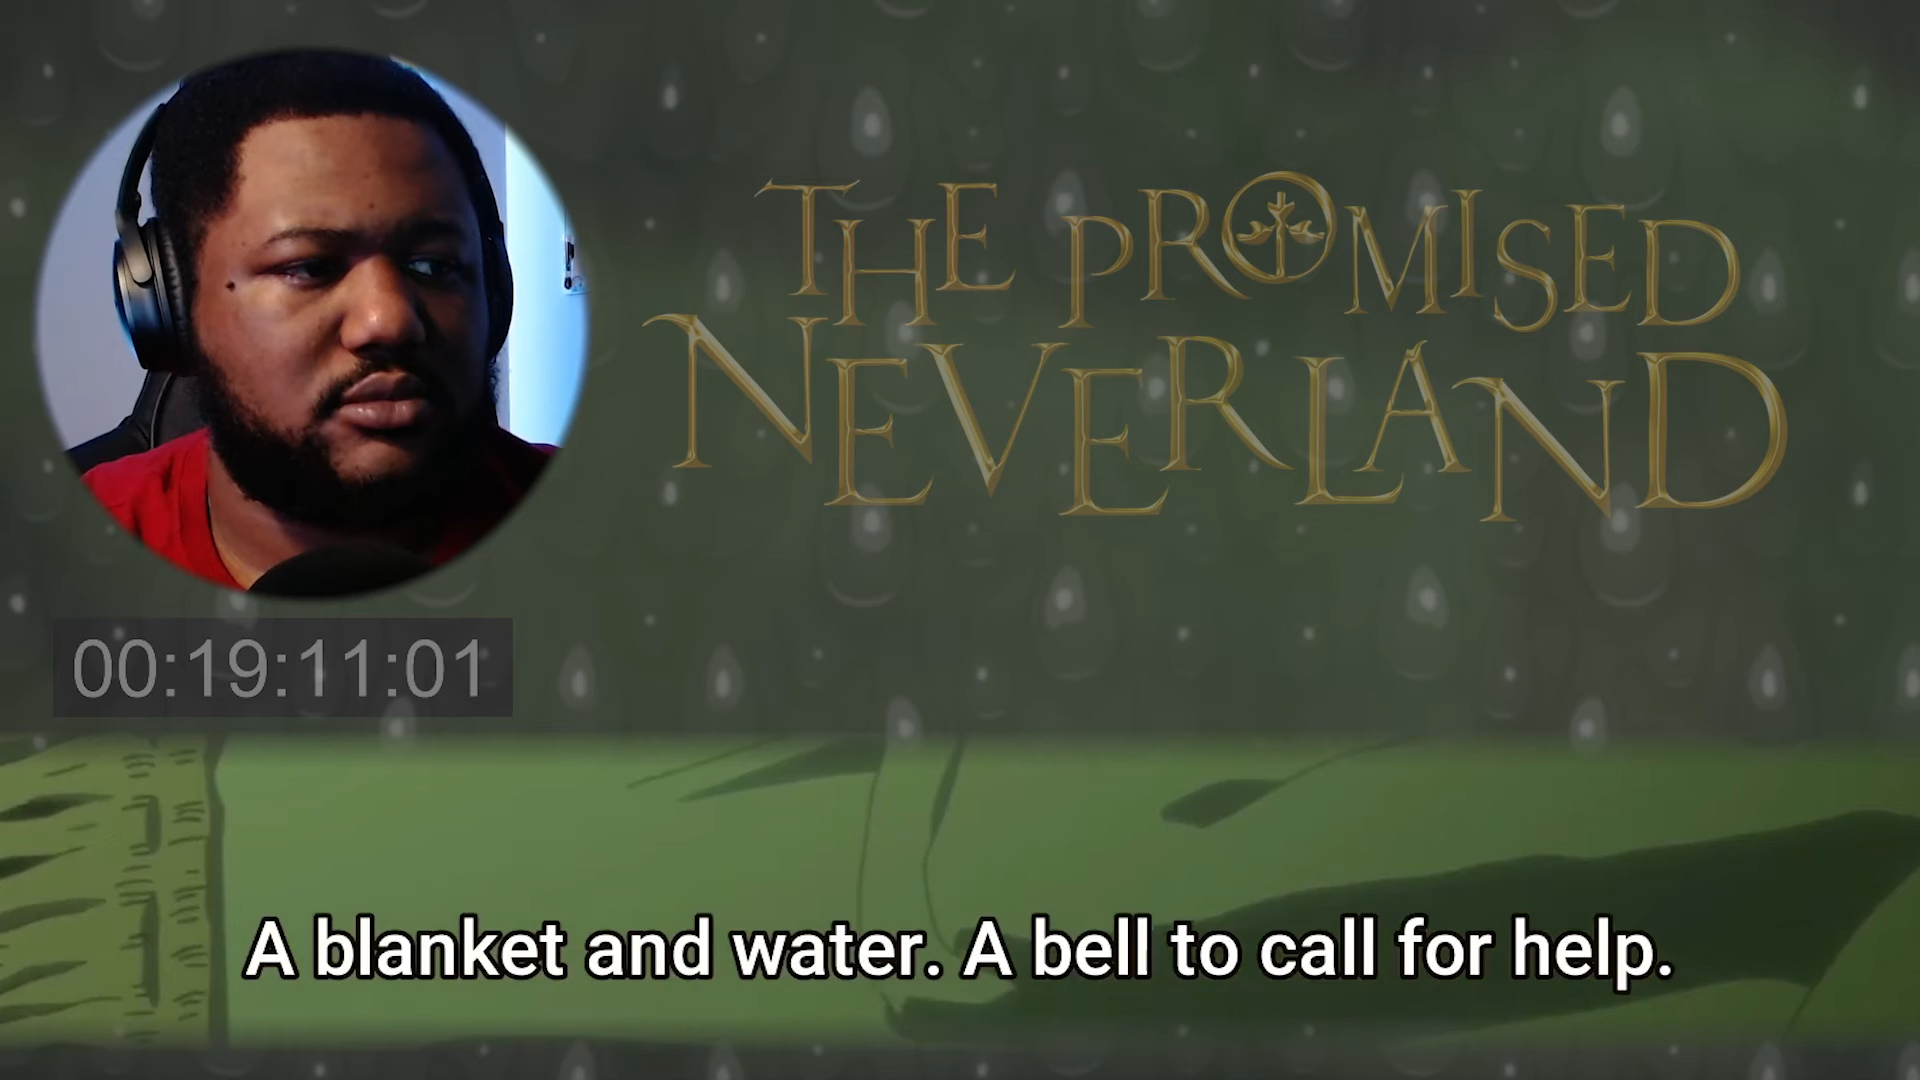 THE PROMISED
NEVERLAND
00:19:11:01
A blanket and water. A bell to call for help.